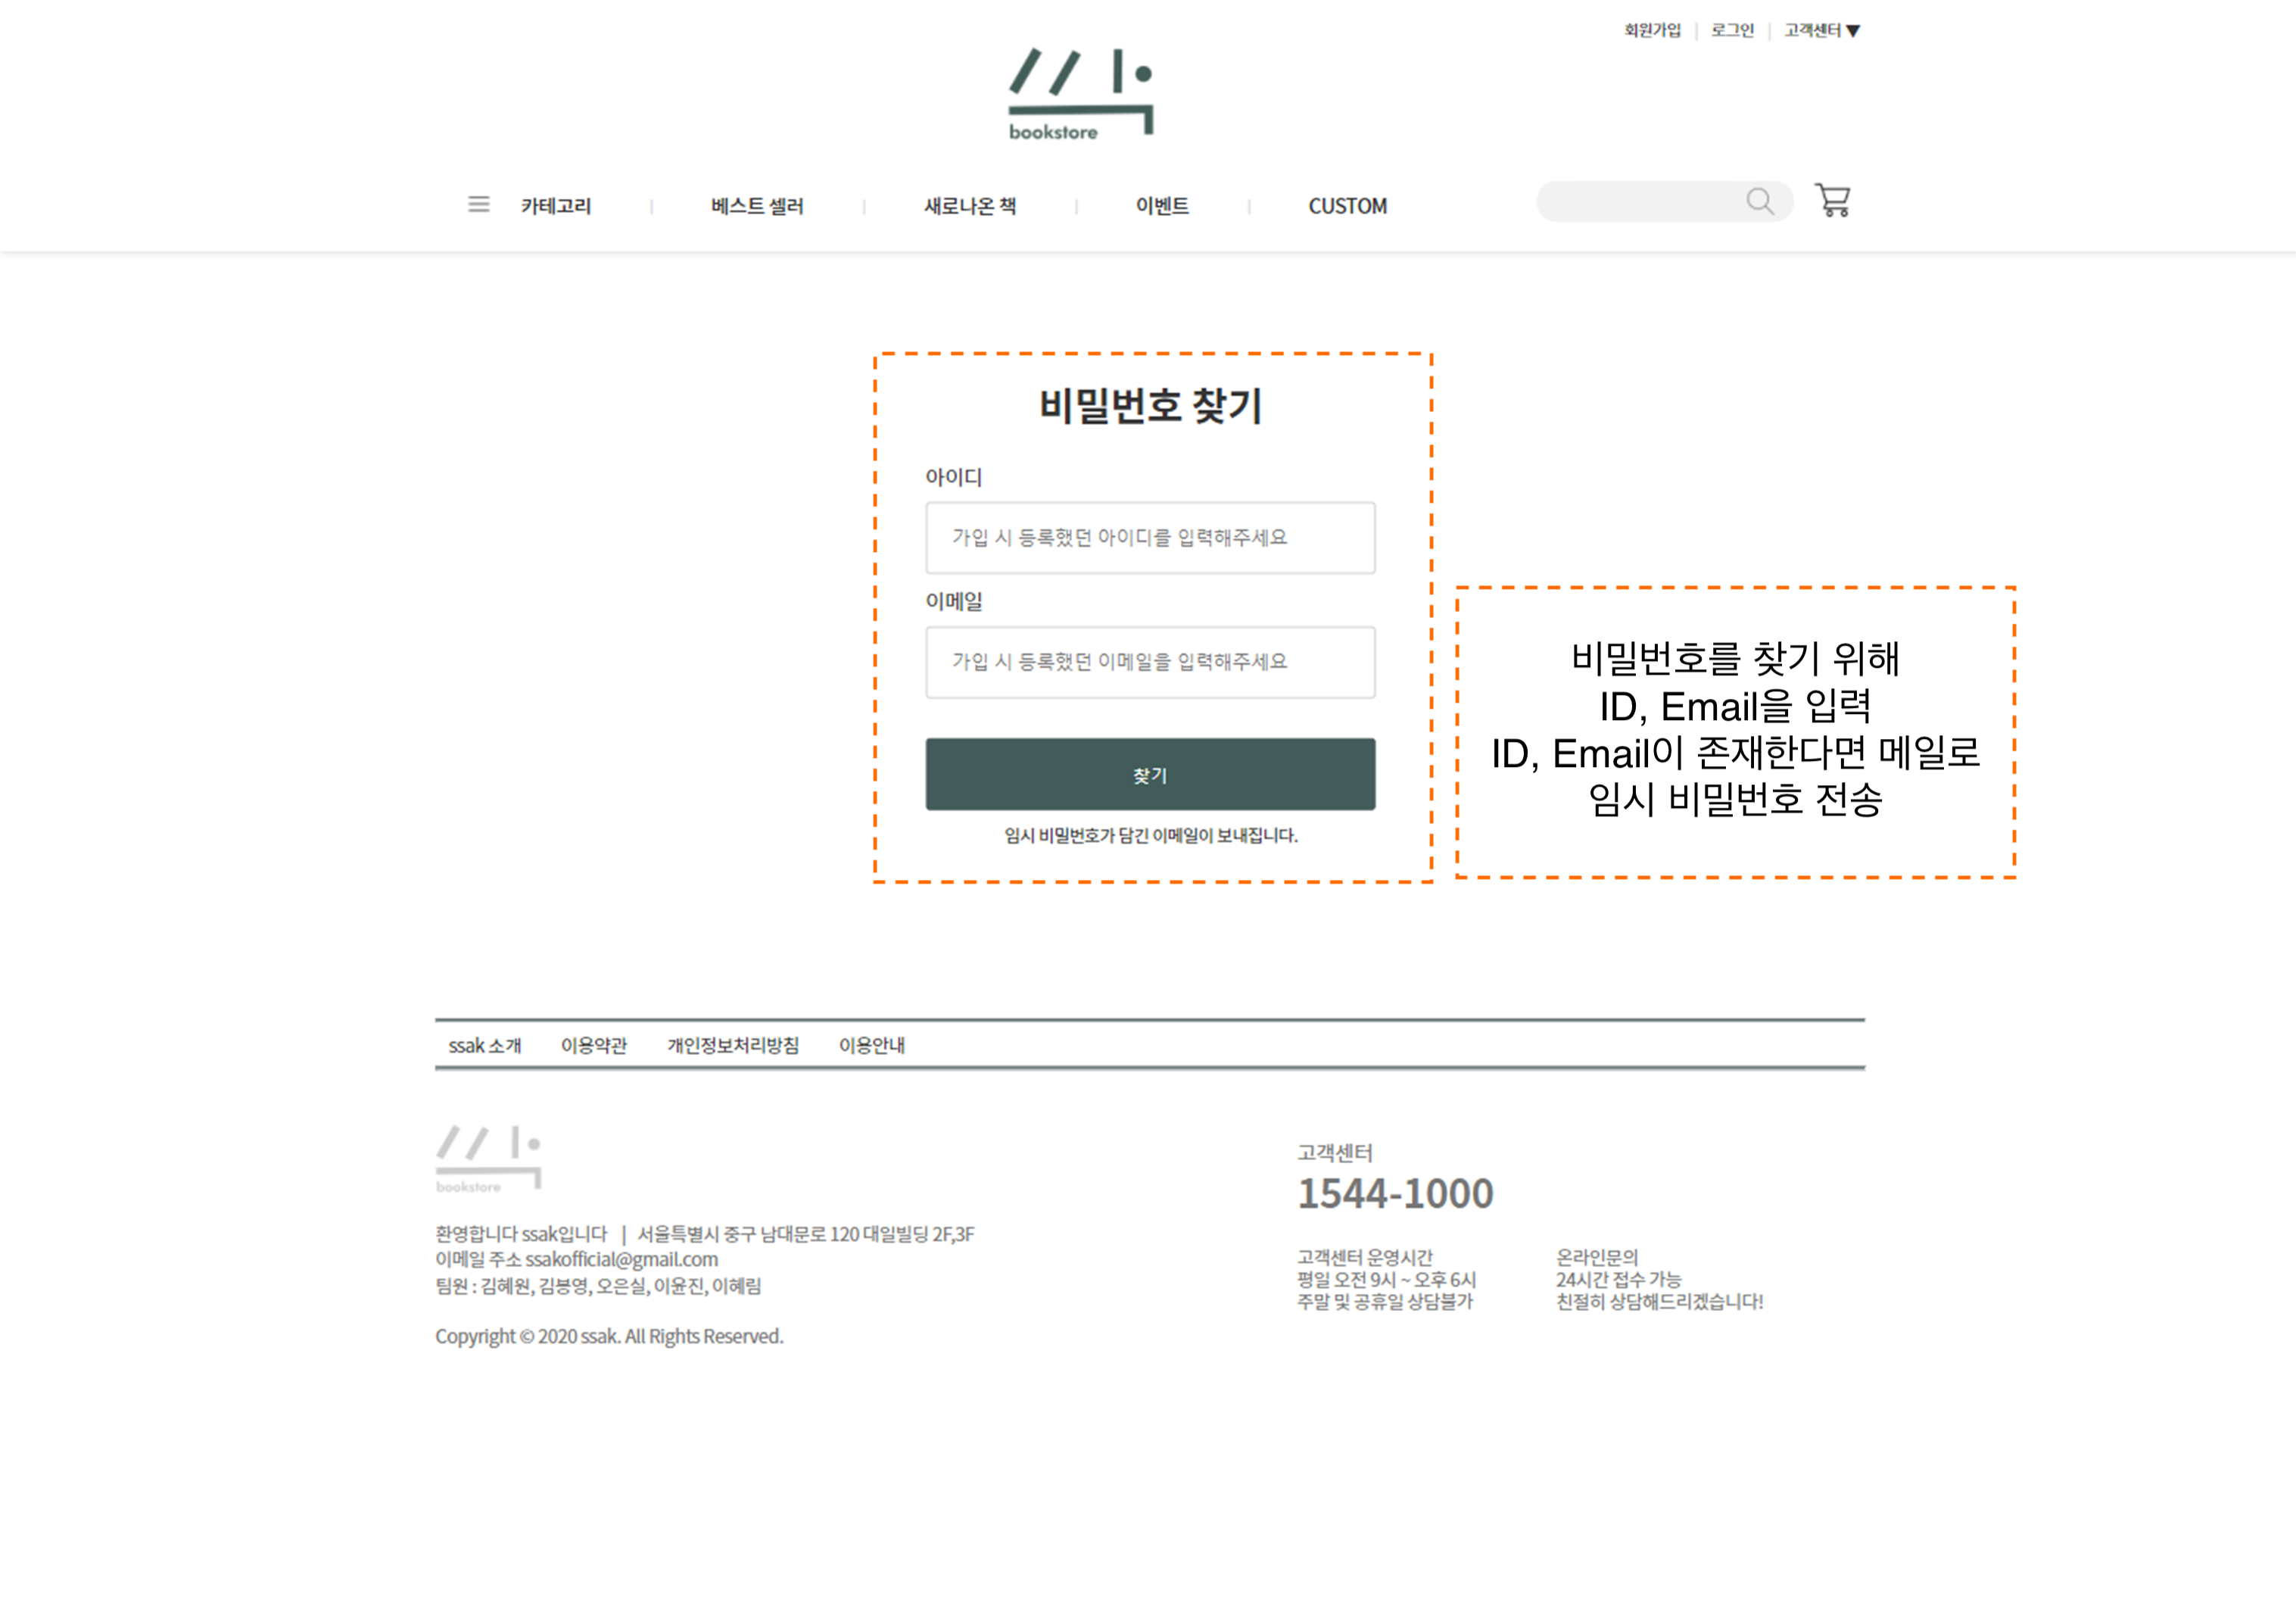 회원가입 | 로그인 | 고객센터 ▼
싹
bookstore
카테고리 | 베스트 셀러 | 새로나온 책 | 이벤트 | CUSTOM
비밀번호 찾기
아이디
가입 시 등록했던 아이디를 입력해주세요
이메일
가입 시 등록했던 이메일을 입력해주세요
찾기
임시 비밀번호가 담긴 이메일이 보내집니다.
비밀번호를 찾기 위해
ID, Email을 입력
ID, Email이 존재한다면 메일로
임시 비밀번호 전송
ssak 소개 이용약관 개인정보처리방침 이용안내
싹
bookstore
환영합니다 ssak입니다 | 서울특별시 중구 남대문로 120 대일빌딩 2F,3F
이메일 주소 ssakofficial@gmail.com
팀원 : 김혜원, 김봉영, 오은실, 이윤진, 이혜림
Copyright © 2020 ssak. All Rights Reserved.
고객센터
1544-1000
고객센터 운영시간
평일 오전 9시 ~ 오후 6시
주말 및 공휴일 상담불가
온라인문의
24시간 접수 가능
친절히 상담해드리겠습니다!